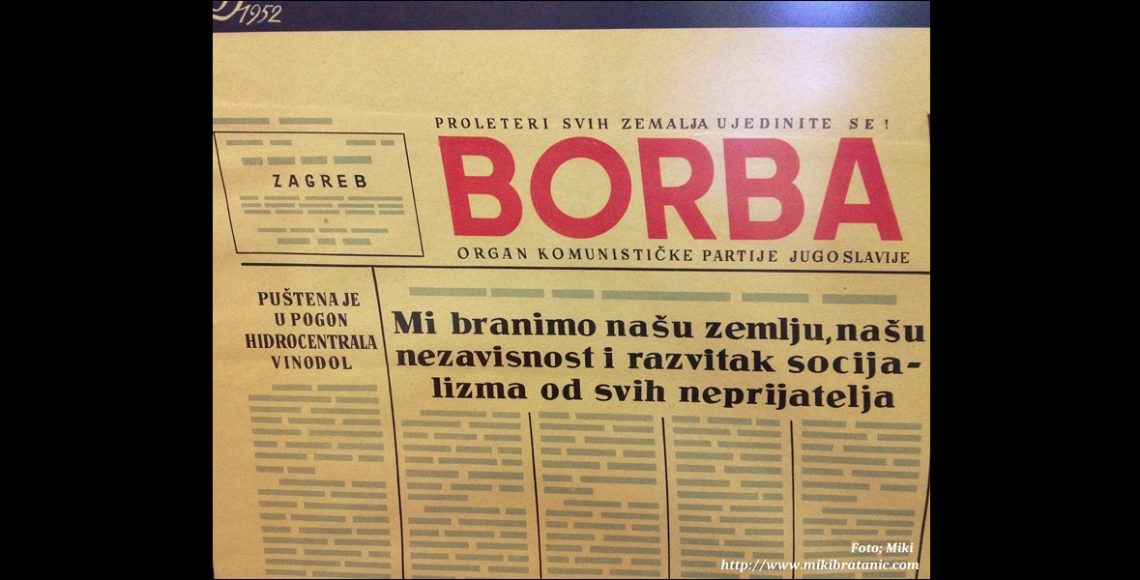 1952
PROLETERI SVIH ZEMALJA UJEDINITE SE!
ZAGREB
BORBA
ORGAN KOMUNISTIČKE PARTIJE JUGOSLAVIJE
PUŠTENA JE
U POGON
HIDROCENTRALA
VINODOL
Mi branimo našu zemlju, našu
nezavisnost i razvitak socija-
lizma od svih neprijatelja
Foto; Miki
http://www.mikibratanic.com